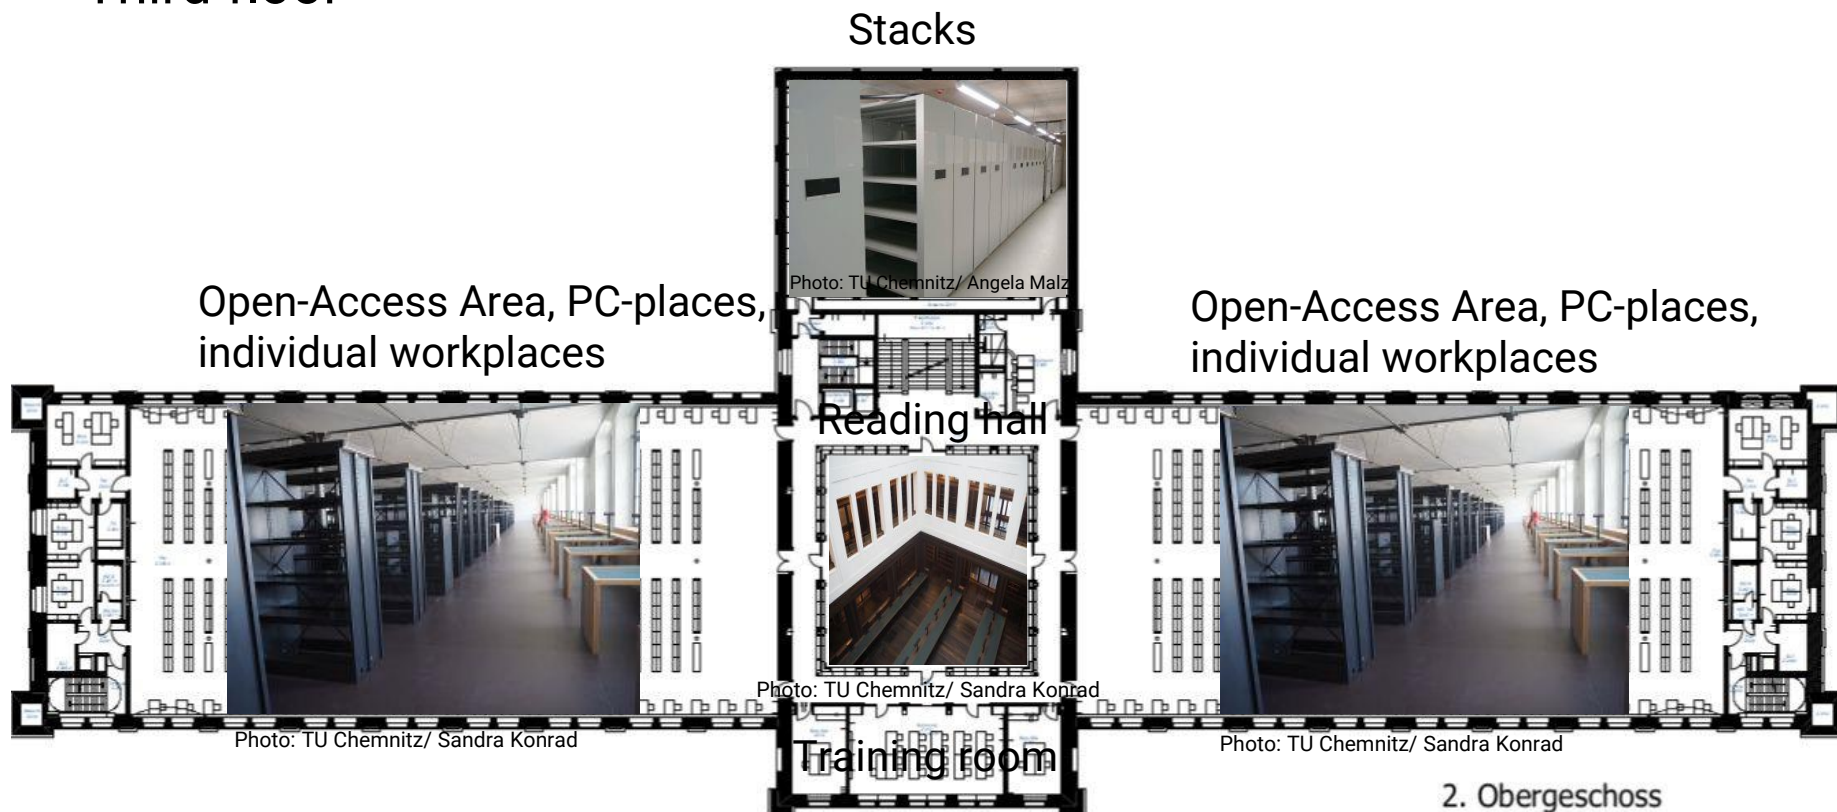 Third floor
Stacks
Photo: TU Chemnitz/ Angela Malz
Open-Access Area, PC-places,
individual workplaces
Open-Access Area, PC-places,
individual workplaces
Reading hall
Photo: TU Chemnitz/ Sandra Konrad
Photo: TU Chemnitz/ Sandra Konrad
Photo: TU Chemnitz/ Sandra Konrad
Training room
2. Obergeschoss